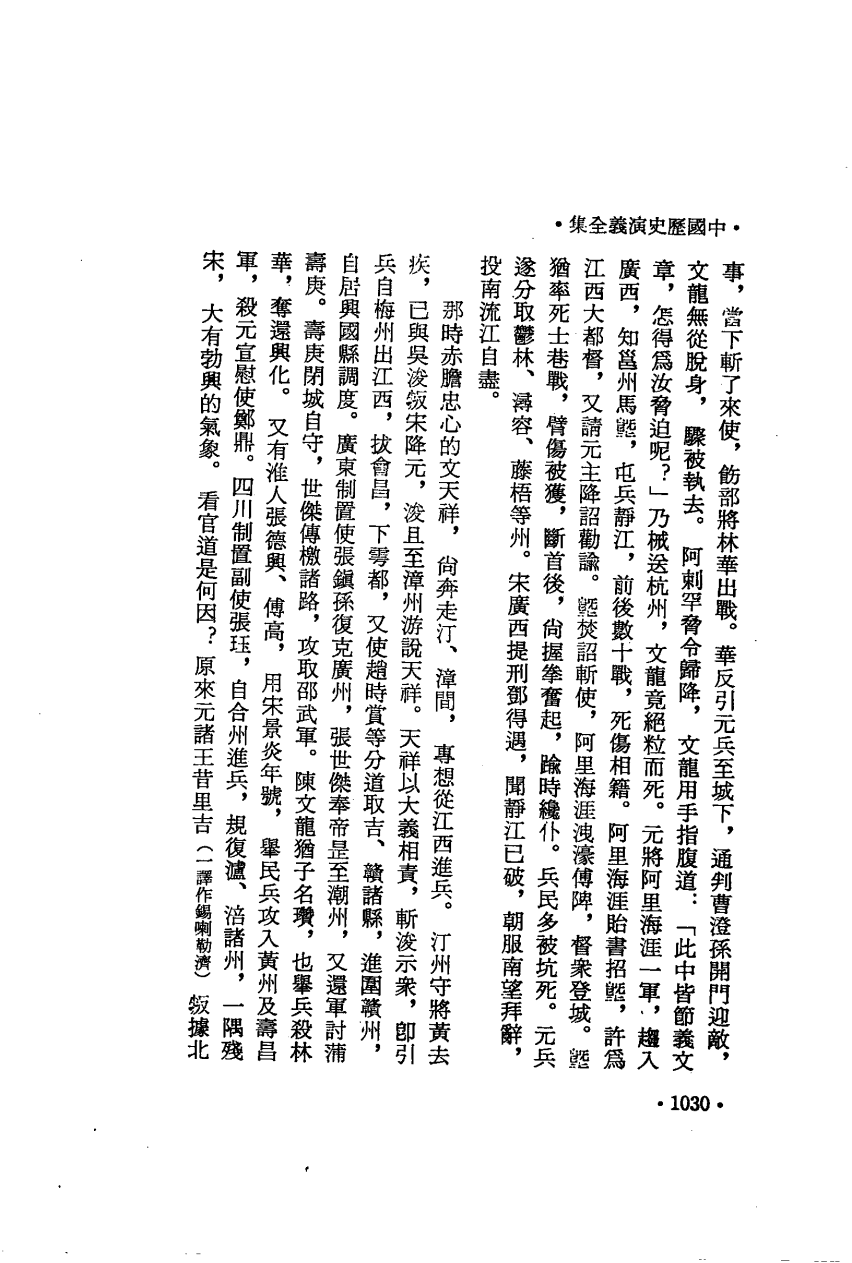 ·中國歷史演義全集·
事，當下斬了來使，飭部將林華出戰。華反引元兵至城下，通判曹澄孫開門迎敵，
文龍無從脫身，驟被執去。阿剌罕脅令歸降，文龍用手指腹道：「此中皆節義文
章，怎得爲汝脅迫呢？」乃械送杭州，文龍竟絕粒而死。元將阿里海涯一軍，趨入
廣西，知邕州馬塈，屯兵靜江，前後數十戰，死傷相籍。阿里海涯貽書招塈，許爲
江西大都督，又請元主降詔勸諭。塈焚詔斬使，阿里海涯洩濠傅陴，督衆登城。塈
猶率死士巷戰，臂傷被獲，斷首後，尚握拳奮起，踰時纔仆。兵民多被坑死。元兵
遂分取鬱林、潯容、藤梧等州。宋廣西提刑鄧得遇，聞靜江已破，朝服南望拜辭，
投南流江自盡。
那時赤膽忠心的文天祥，尚奔走汀、漳間，專想從江西進兵。汀州守將黃去
疾，已與吳浚叛宋降元，浚且至漳州游說天祥。天祥以大義相責，斬浚示衆，卽引
兵自梅州出江西，拔會昌，下雩都，又使趙時賞等分道取吉、贛諸縣，進圍贛州，
自居興國縣調度。廣東制置使張鎭孫復克廣州，張世傑奉帝昰至潮州，又還軍討蒲
壽庚。壽庚閉城自守，世傑傳檄諸路，攻取邵武軍。陳文龍猶子名瓚，也舉兵殺林
華，奪還興化。又有淮人張德興、傅高，用宋景炎年號，舉民兵攻入黃州及壽昌
軍，殺元宣慰使鄭鼎。四川制置副使張珏，自合州進兵，規復瀘、涪諸州，一隅殘
宋，大有勃興的氣象。看官道是何因？原來元諸王昔里吉（一譯作錫喇勒濟）叛據北
·1030·